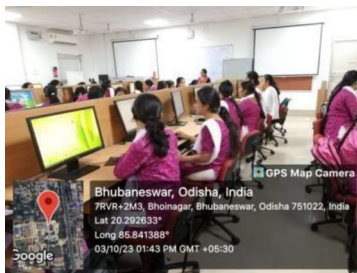 GPS Map Camera
Bhubaneswar, Odisha, India
7RVR+2M3, Bhoinagar, Bhubaneswar, Odisha 751022, India
Lat 20.292633°
Long 85.841388°
03/10/23 01:43 PM GMT +05:30
Google